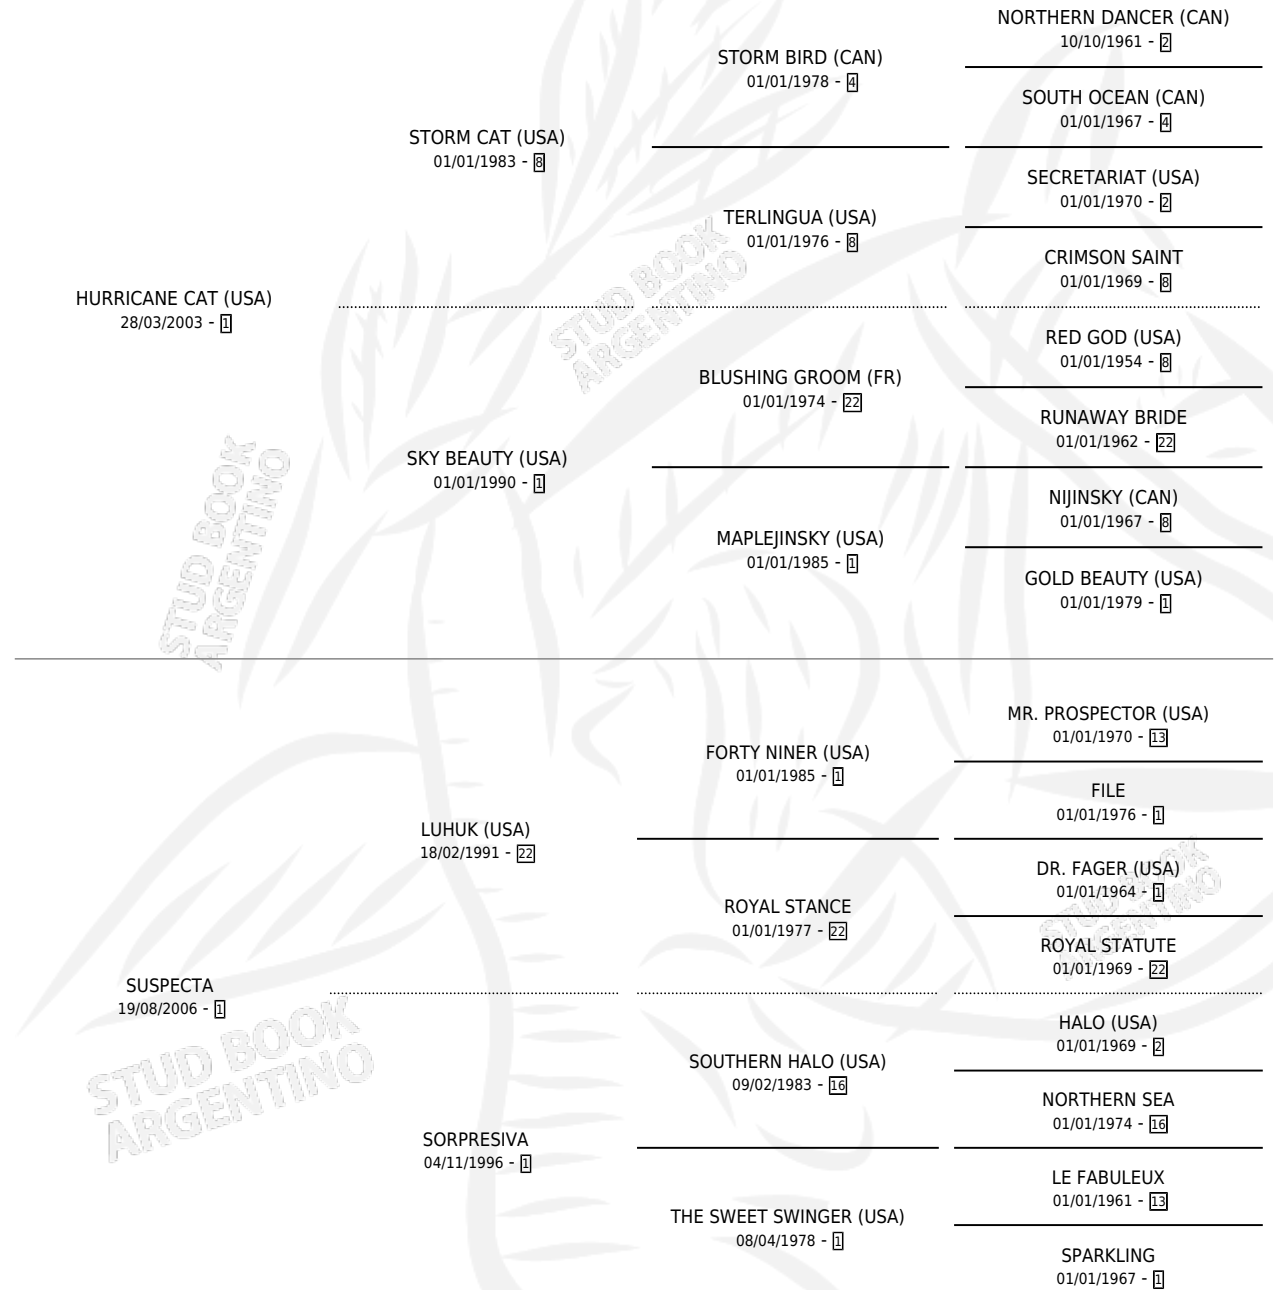 NORTHERN DANCER (CAN)
10/10/1961 - 2
STORM BIRD (CAN)
01/01/1978 - 4
SOUTH OCEAN (CAN)
01/01/1967 - 4
STORM CAT (USA)
01/01/1983 - 8
SECRETARIAT (USA)
01/01/1970 - 2
TERLINGUA (USA)
01/01/1976 - 8
CRIMSON SAINT
01/01/1969 - 8
HURRICANE CAT (USA)
28/03/2003 - 1
RED GOD (USA)
01/01/1954 - 8
BLUSHING GROOM (FR)
01/01/1974 - 22
RUNAWAY BRIDE
01/01/1962 - 22
SKY BEAUTY (USA)
01/01/1990 - 1
NIJINSKY (CAN)
01/01/1967 - 8
MAPLEJINSKY (USA)
01/01/1985 - 1
GOLD BEAUTY (USA)
01/01/1979 - 1
STUD BOOK
ARGENTINO
STUD BOOK
ARGENTINO
MR. PROSPECTOR (USA)
01/01/1970 - 13
FORTY NINER (USA)
01/01/1985 - 1
FILE
01/01/1976 - 1
LUHUK (USA)
18/02/1991 - 22
DR. FAGER (USA)
01/01/1964 - 1
ROYAL STANCE
01/01/1977 - 22
ROYAL STATUTE
01/01/1969 - 22
SUSPECTA
19/08/2006 - 1
HALO (USA)
01/01/1969 - 2
SOUTHERN HALO (USA)
09/02/1983 - 16
NORTHERN SEA
01/01/1974 - 16
SORPRESIVA
04/11/1996 - 1
LE FABULEUX
01/01/1961 - 13
THE SWEET SWINGER (USA)
08/04/1978 - 1
SPARKLING
01/01/1967 - 1
STUD BOOK
ARGENTINO
STUD BOOK
ARGENTINO